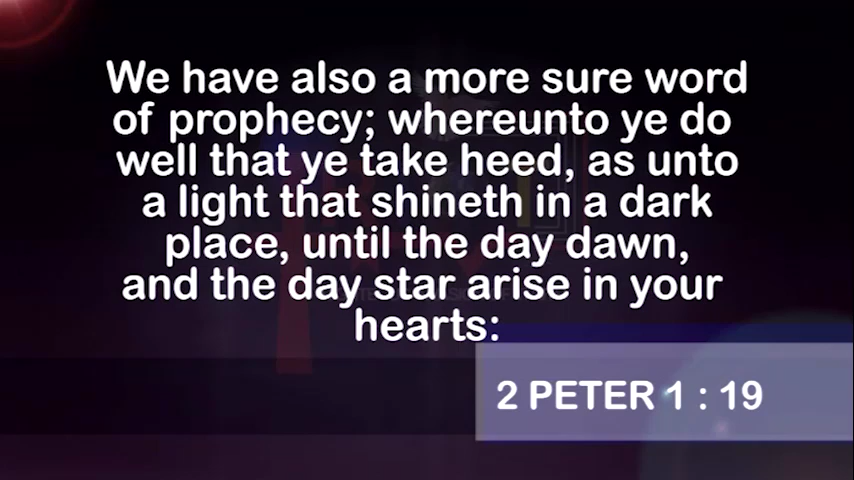 We have also a more sure word
of prophecy; whereunto ye do
well that ye take heed, as unto
a light that shineth in a dark
place, until the day dawn,
and the day star arise in your
hearts:
2 PETER 1 : 19